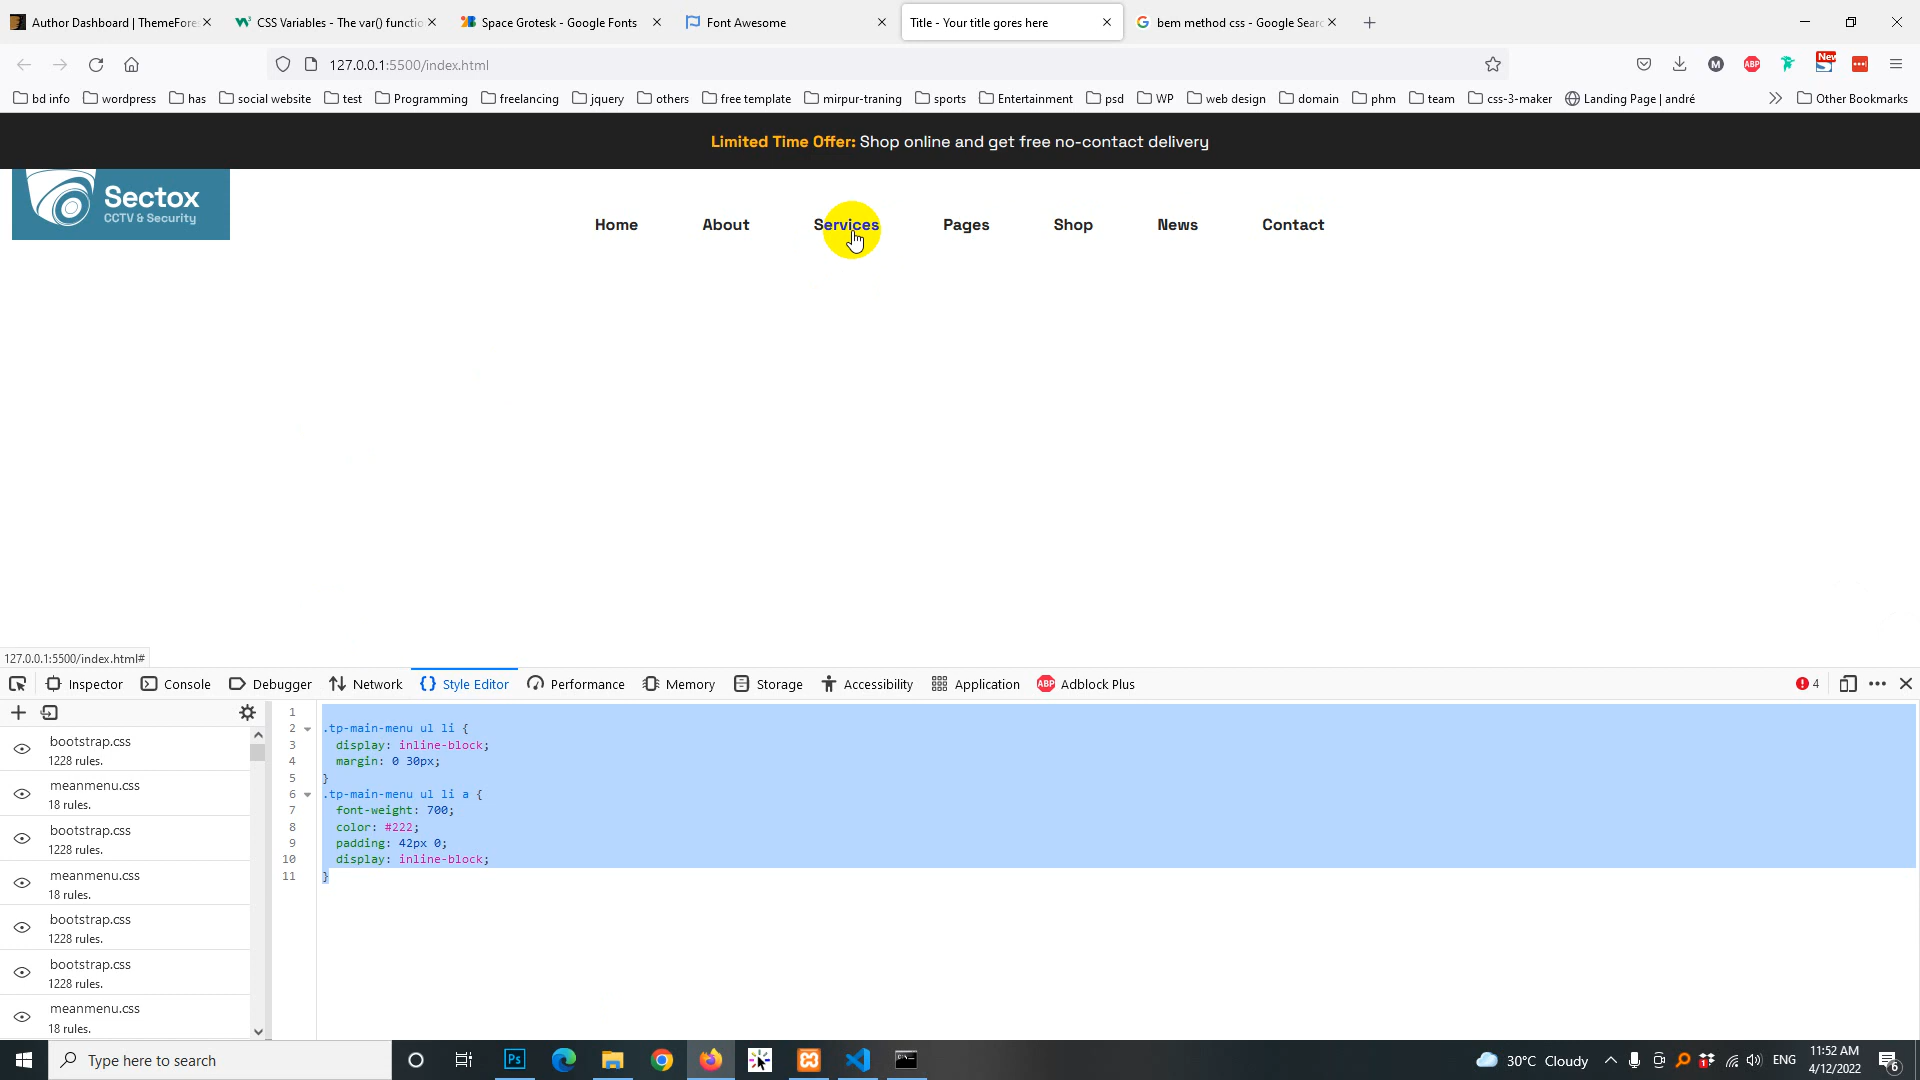 Author Dashboard | ThemeFores
CSS Variables - The var() functio
Space Grotesk - Google Fonts
Font Awesome
Title - Your title gores here
bem method css - Google Searc
127.0.0.1:5500/index.html
New
ABP
M
bd info
wordpress
has
social website
test
Programming
freelancing
jquery
others
free template
mirpur-traning
sports
Entertainment
psd
WP
web design
domain
phm
team
css-3-maker
Landing Page | andré
Other Bookmarks
Limited Time Offer: Shop online and get free no-contact delivery
Sectox
CCTV & Security
Home
About
Services
Pages
Shop
News
Contact
127.0.0.1:5500/index.html#
Inspector
Console
Debugger
Network
Style Editor
Performance
Memory
Storage
Accessibility
Application
ABP Adblock Plus
4
bootstrap.css
1228 rules.
meanmenu.css
18 rules.
bootstrap.css
1228 rules.
meanmenu.css
18 rules.
bootstrap.css
1228 rules.
bootstrap.css
1228 rules.
meanmenu.css
18 rules.
1
2 .tp-main-menu ul li {
3 display: inline-block;
4 margin: 0 30px;
5 }
6 .tp-main-menu ul li a {
7 font-weight: 700;
8 color: #222;
9 padding: 42px 0;
10 display: inline-block;
11 }
Type here to search
Ps
30°C Cloudy
ENG
11:52 AM
4/12/2022
6